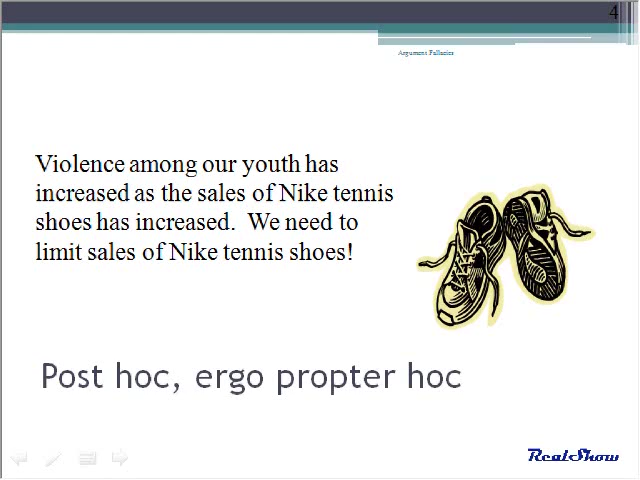 4
Argument Fallacies
Violence among our youth has
increased as the sales of Nike tennis
shoes has increased.  We need to
limit sales of Nike tennis shoes!
Post hoc, ergo propter hoc
RealShow